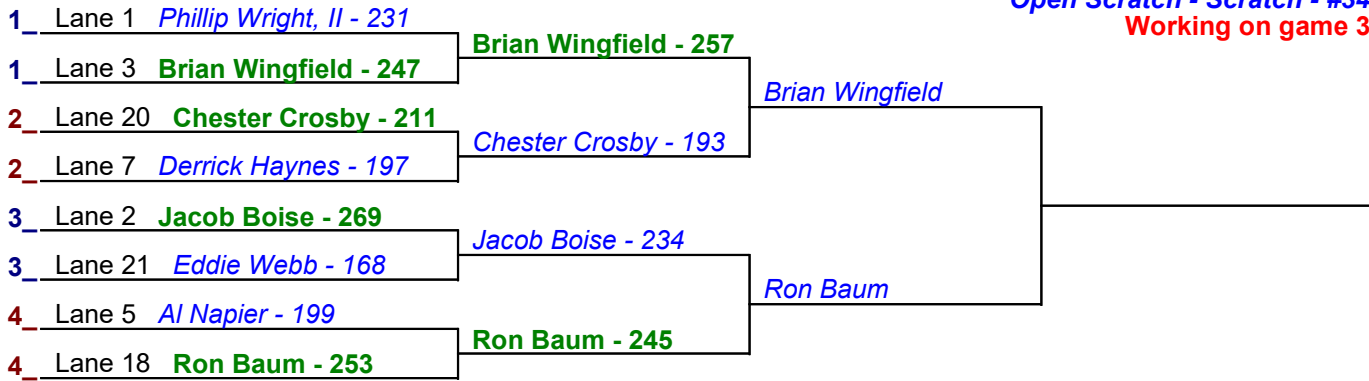 Open Scratch - Scratch - #34
Working on game 3
1_ Lane 1 Phillip Wright, II - 231
Brian Wingfield - 257
1_ Lane 3 Brian Wingfield - 247
Brian Wingfield
2_ Lane 20 Chester Crosby - 211
Chester Crosby - 193
2_ Lane 7 Derrick Haynes - 197
3_ Lane 2 Jacob Boise - 269
Jacob Boise - 234
3_ Lane 21 Eddie Webb - 168
Ron Baum
4_ Lane 5 Al Napier - 199
Ron Baum - 245
4_ Lane 18 Ron Baum - 253